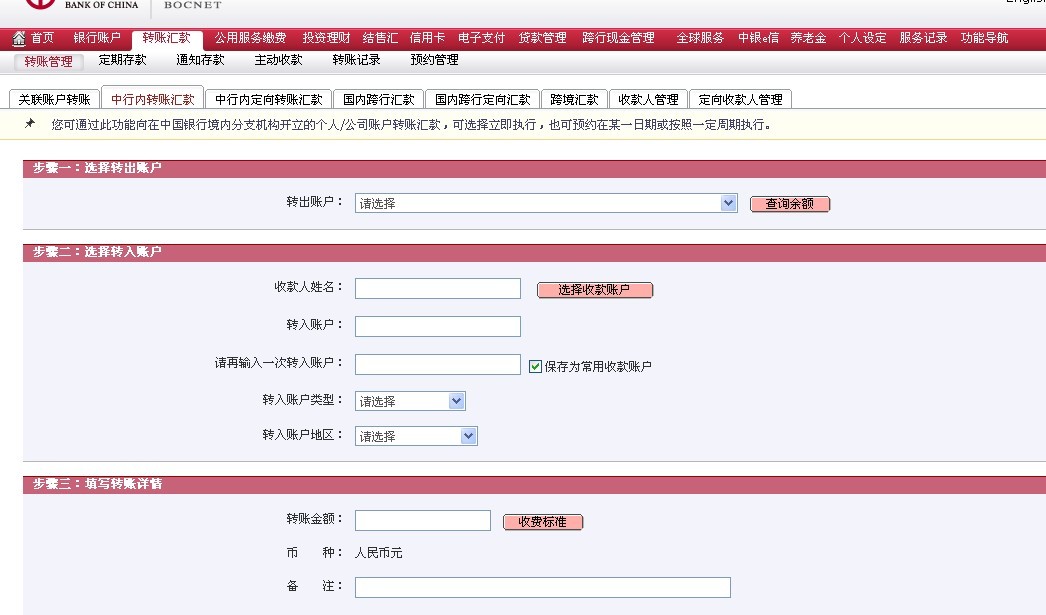 BANK OF CHINA BOCNET
首页 银行账户 转账汇款 公用服务缴费 投资理财 结售汇 信用卡 电子支付 贷款管理 跨行现金管理 全球服务 中银e信 养老金 个人设定 服务记录 功能导航
转账管理 定期存款 通知存款 主动收款 转账记录 预约管理
关联账户转账 中行内转账汇款 中行内定向转账汇款 国内跨行汇款 国内跨行定向汇款 跨境汇款 收款人管理 定向收款人管理
您可通过此功能向在中国银行境内分支机构开立的个人/公司账户转账汇款，可选择立即执行，也可预约在某一日期或按照一定周期执行。
步骤一：选择转出账户
转出账户： 请选择 查询余额
步骤二：选择转入账户
收款人姓名： 选择收款账户
转入账户：
请再输入一次转入账户： 保存为常用收款账户
转入账户类型： 请选择
转入账户地区： 请选择
步骤三：填写转账详情
转账金额： 收费标准
币 种： 人民币元
备 注：